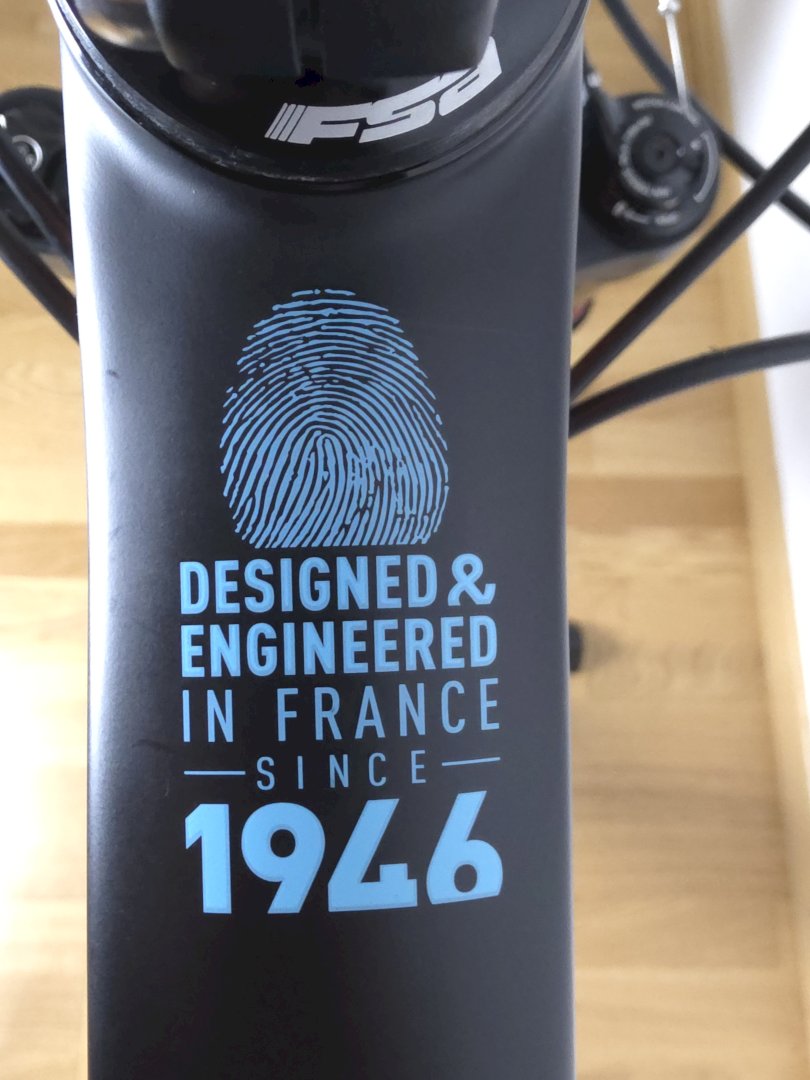 FSA
DESIGNED &
ENGINEERED
IN FRANCE
SINCE
1946